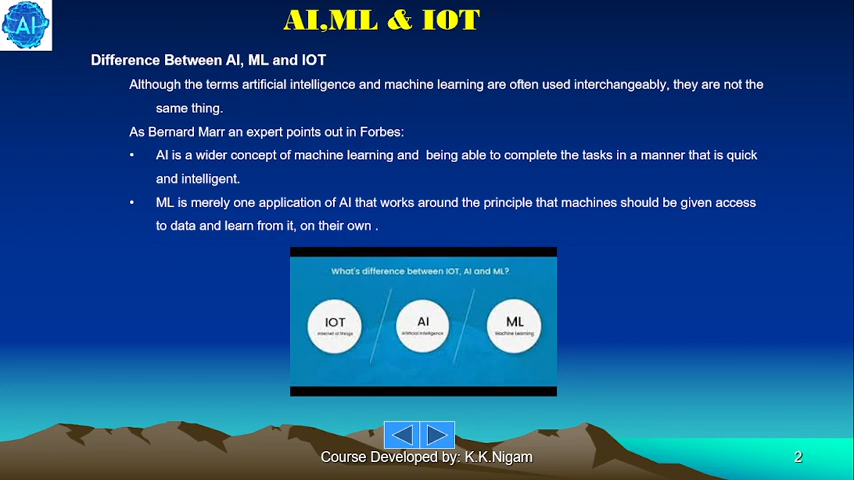 AI
AI,ML & IOT
Difference Between AI, ML and IOT
Although the terms artificial intelligence and machine learning are often used interchangeably, they are not the
same thing.
As Bernard Marr an expert points out in Forbes:
• AI is a wider concept of machine learning and being able to complete the tasks in a manner that is quick
and intelligent.
• ML is merely one application of AI that works around the principle that machines should be given access
to data and learn from it, on their own .
What's difference between IOT, AI and ML?
IOT
Internet of Things
AI
Artificial Intelligence
ML
Machine Learning
Course Developed by: K.K.Nigam
2